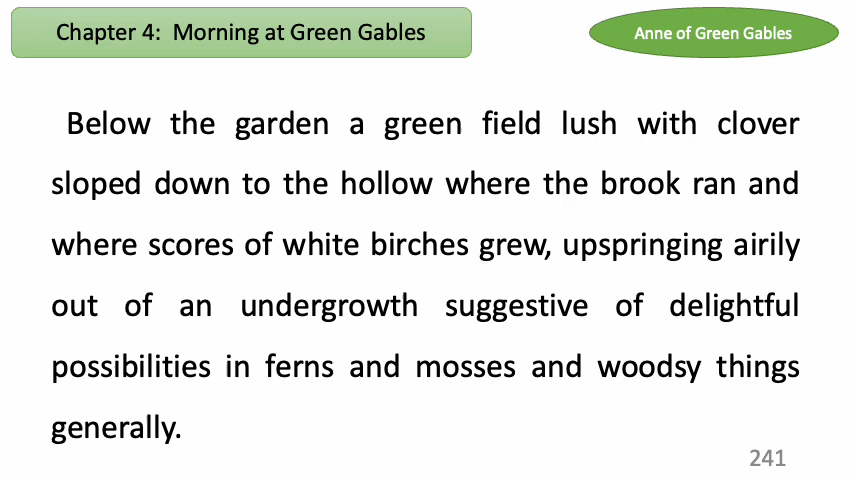 Chapter 4:  Morning at Green Gables
Anne of Green Gables
Below the garden a green field lush with clover
sloped down to the hollow where the brook ran and
where scores of white birches grew, upspringing airily
out of an undergrowth suggestive of delightful
possibilities in ferns and mosses and woodsy things
generally.
241